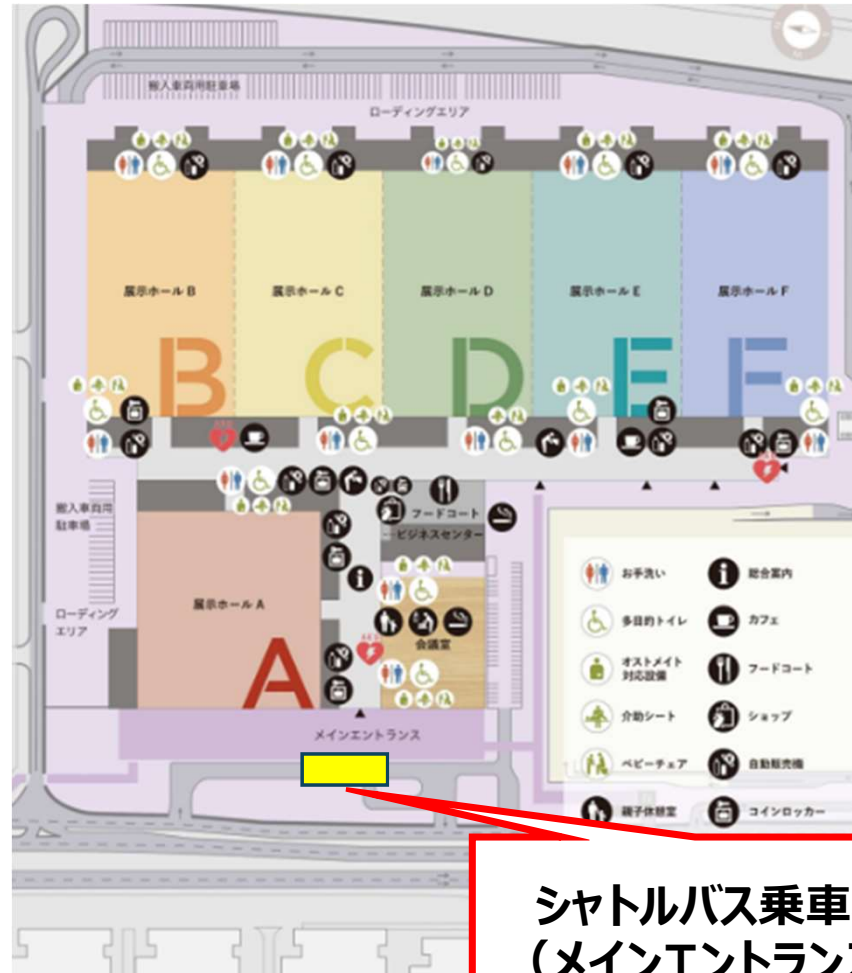 搬入車両用駐車場
ローディングエリア
展示ホール B
展示ホール C
展示ホール D
展示ホール E
展示ホール F
B
C
D
E
F
搬入車両用
駐車場
ローディング
エリア
フードコート
ビジネスセンター
展示ホール A
A
AED
会議室
メインエントランス
お手洗い
総合案内
多目的トイレ
カフェ
オストメイト
対応設備
フードコート
介助シート
ショップ
ベビーチェア
自動販売機
親子休憩室
コインロッカー
シャトルバス乗車
（メインエントラン